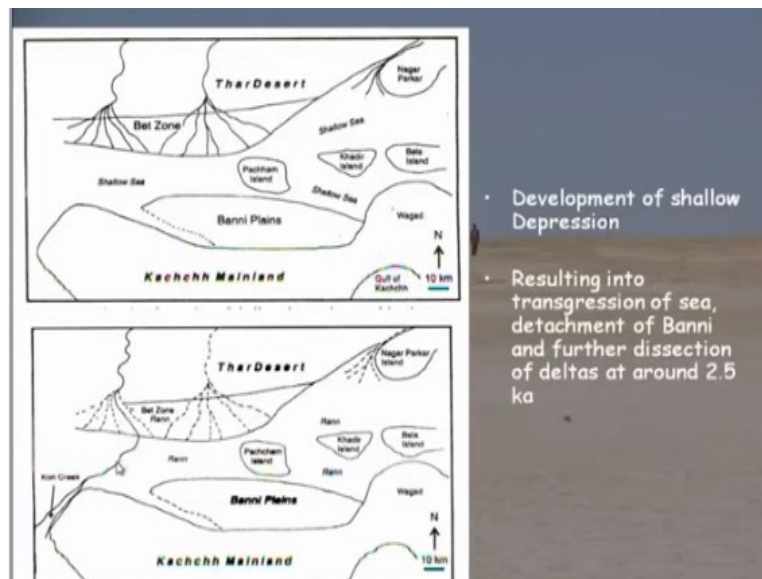 Thar Desert
Nagar
Parkar
Bet Zone
Shallow Sea
Khadir
Island
Bela
Island
Pachham
Island
Shallow Sea
Shallow Sea
Banni Plains
Wagad
N
Kachchh Mainland
Gulf of
Kachchh
10 km
Thar Desert
Nagar Parkar
Island
Bet Zone
Rann
Rann
Rann
Pachcham
Island
Khadir
Island
Bela
Island
Rann
Kori Creek
Banni Plains
Wagad
N
Kachchh Mainland
10 km
• Development of shallow
Depression
• Resulting into
transgression of sea,
detachment of Banni
and further dissection
of deltas at around 2.5
ka